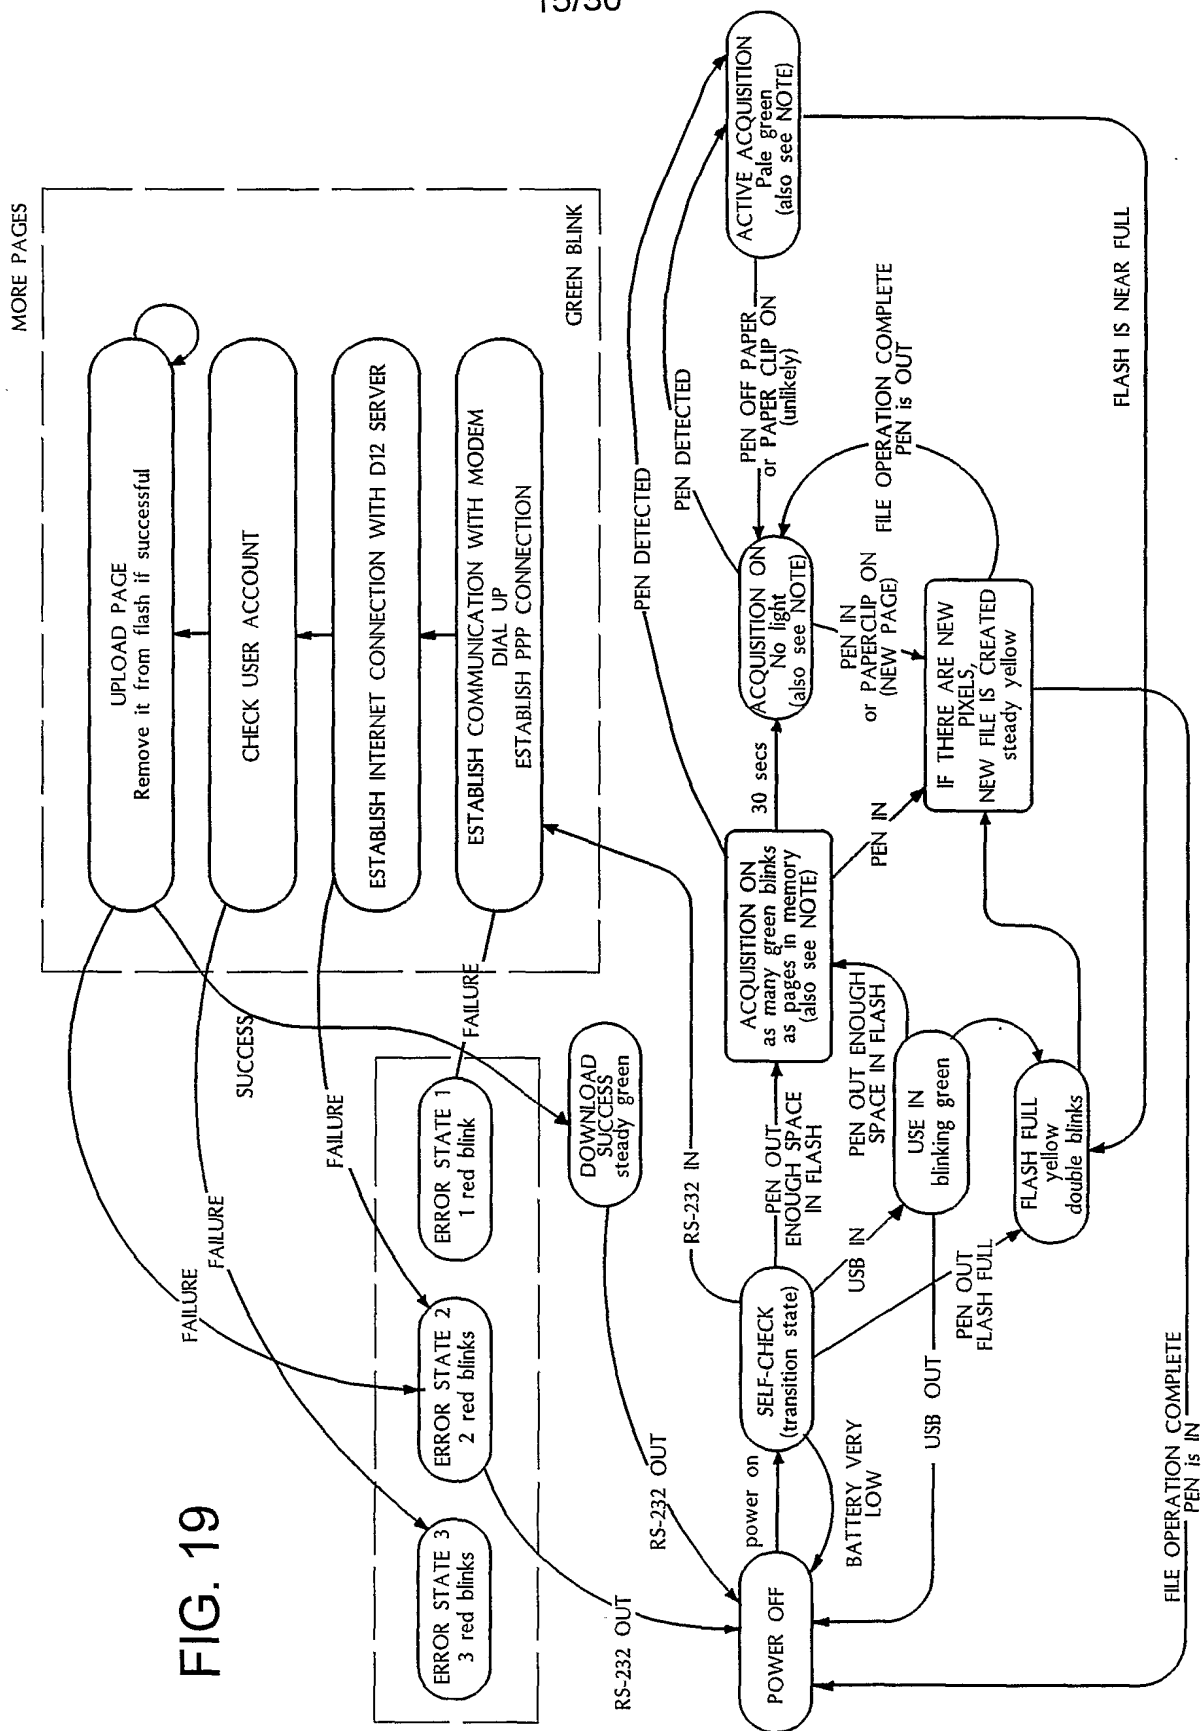 15/30
FIG. 19
MORE PAGES
UPLOAD PAGE
Remove it from flash if successful
CHECK USER ACCOUNT
ESTABLISH INTERNET CONNECTION WITH D12 SERVER
ESTABLISH COMMUNICATION WITH MODEM
DIAL UP
ESTABLISH PPP CONNECTION
GREEN BLINK
FAILURE
FAILURE
SUCCESS
FAILURE
FAILURE
ERROR STATE 3
3 red blinks
ERROR STATE 2
2 red blinks
ERROR STATE 1
1 red blink
DOWNLOAD
SUCCESS
steady green
RS-232 OUT
RS-232 OUT
RS-232 IN
PEN DETECTED
PEN DETECTED
POWER OFF
power on
BATTERY VERY
LOW
SELF-CHECK
(transition state)
PEN OUT
ENOUGH SPACE
IN FLASH
ACQUISITION ON
as many green blinks
as pages in memory
(also see NOTE)
30 secs
ACQUISITION ON
No light
(also see NOTE)
PEN OFF PAPER
or PAPER CLIP ON
(unlikely)
ACTIVE ACQUISITION
Pale green
(also see NOTE)
USB IN
PEN OUT ENOUGH
SPACE IN FLASH
PEN IN
PEN IN
or PAPERCLIP ON
(NEW PAGE)
FILE OPERATION COMPLETE
PEN is OUT
USE IN
blinking green
USB OUT
PEN OUT
FLASH FULL
FLASH FULL
yellow
double blinks
IF THERE ARE NEW
PIXELS,
NEW FILE IS CREATED
steady yellow
FLASH IS NEAR FULL
FILE OPERATION COMPLETE
PEN is IN